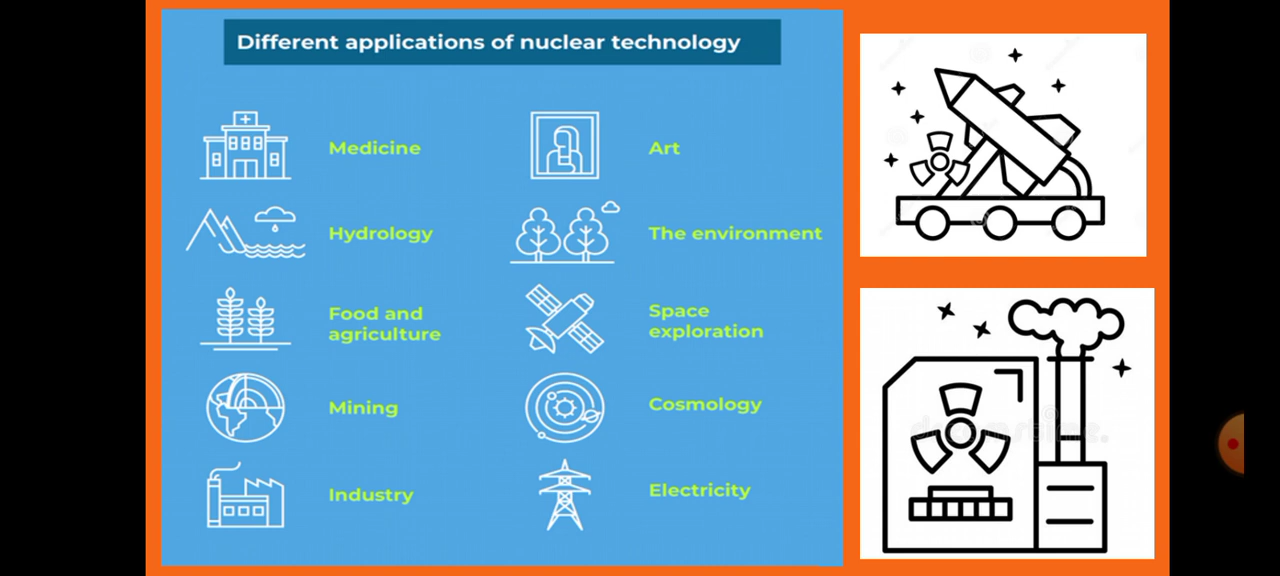 Different applications of nuclear technology
Medicine
Art
Hydrology
The environment
Food and
agriculture
Space
exploration
Mining
Cosmology
Industry
Electricity